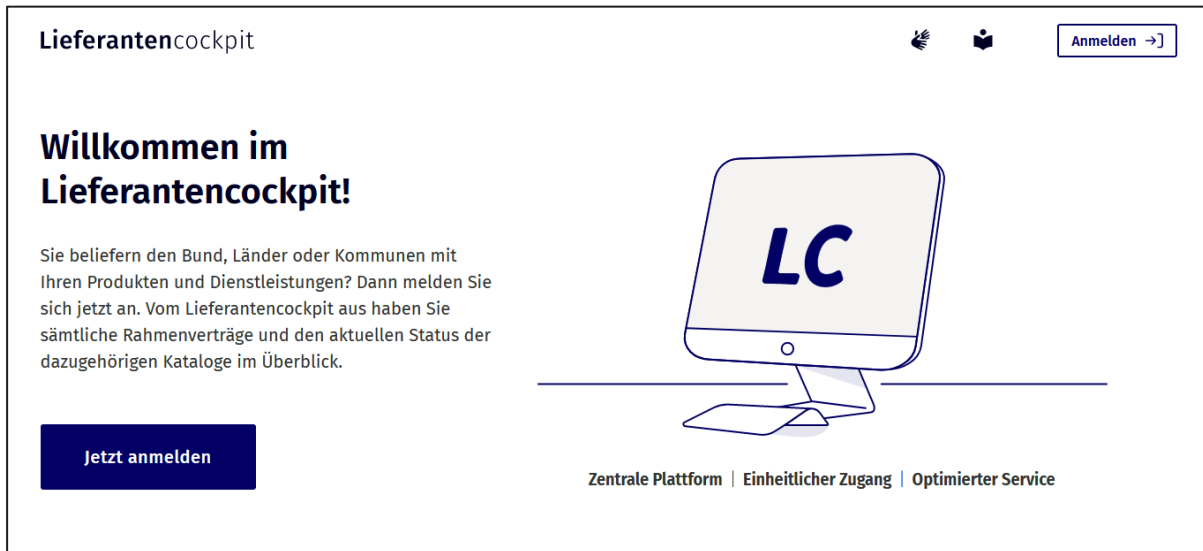 Lieferantencockpit
Anmelden
Willkommen im
Lieferantencockpit!
Sie beliefern den Bund, Länder oder Kommunen mit
Ihren Produkten und Dienstleistungen? Dann melden Sie
sich jetzt an. Vom Lieferantencockpit aus haben Sie
sämtliche Rahmenverträge und den aktuellen Status der
dazugehörigen Kataloge im Überblick.
Jetzt anmelden
LC
Zentrale Plattform | Einheitlicher Zugang | Optimierter Service